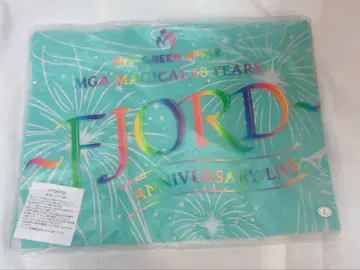 MRS. GREEN APPLE
MGA MAGICAL 10 YEARS
~FJORD~
ANNIVERSARY LIVE